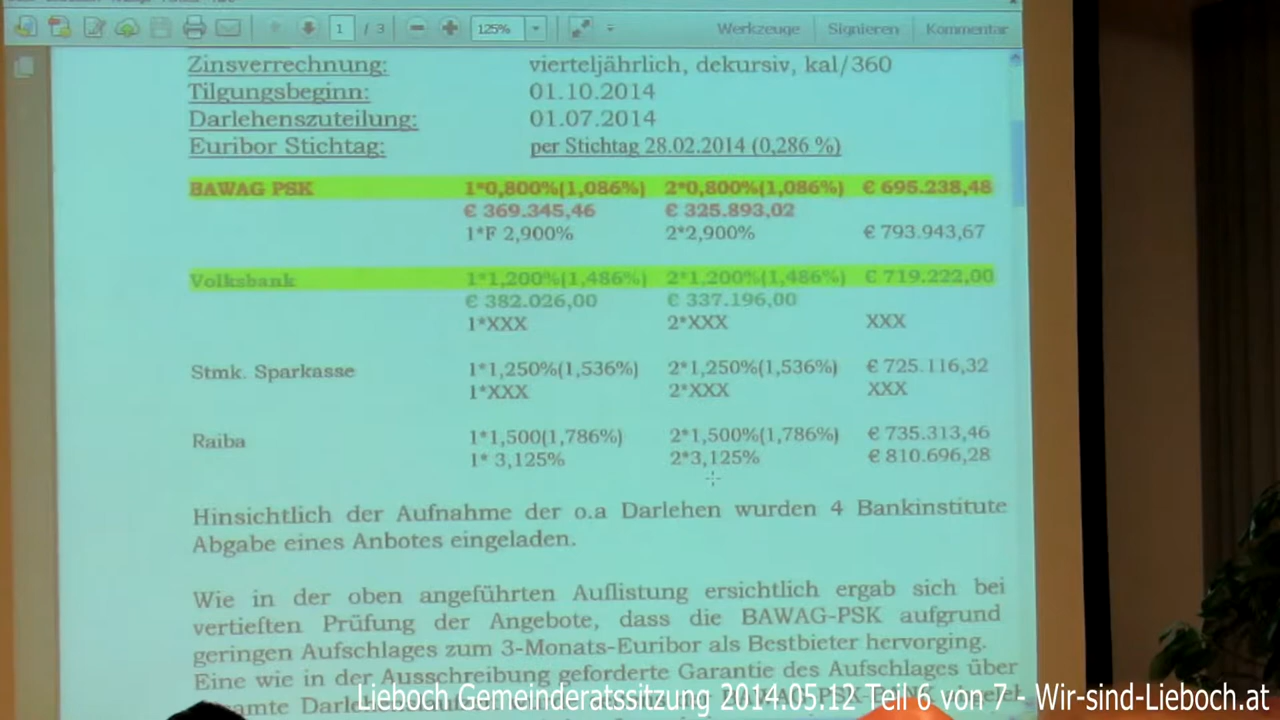 1 / 3 125% Werkzeuge Signieren Kommentar
Zinsverrechnung: vierteljährlich, dekursiv, kal/360
Tilgungsbeginn: 01.10.2014
Darlehenszuteilung: 01.07.2014
Euribor Stichtag: per Stichtag 28.02.2014 (0,286 %)
BAWAG PSK 1*0,800%(1,086%) 2*0,800%(1,086%) € 695.238,48
€ 369.345,46 € 325.893,02
1*F 2,900% 2*2,900% € 793.943,67
Volksbank 1*1,200%(1,486%) 2*1,200%(1,486%) € 719.222,00
€ 382.026,00 € 337.196,00
1*XXX 2*XXX XXX
Stmk. Sparkasse 1*1,250%(1,536%) 2*1,250%(1,536%) € 725.116,32
1*XXX 2*XXX XXX
Raiba 1*1,500(1,786%) 2*1,500%(1,786%) € 735.313,46
1* 3,125% 2*3,125% € 810.696,28
Hinsichtlich der Aufnahme der o.a Darlehen wurden 4 Bankinstitute
Abgabe eines Anbotes eingeladen.
Wie in der oben angeführten Auflistung ersichtlich ergab sich bei
vertieften Prüfung der Angebote, dass die BAWAG-PSK aufgrund
geringen Aufschlages zum 3-Monats-Euribor als Bestbieter hervorging.
Eine wie in der Ausschreibung geforderte Garantie des Aufschlages über
Lieboch Gemeinderatssitzung 2014.05.12 Teil 6 von 7 - Wir-sind-Lieboch.at